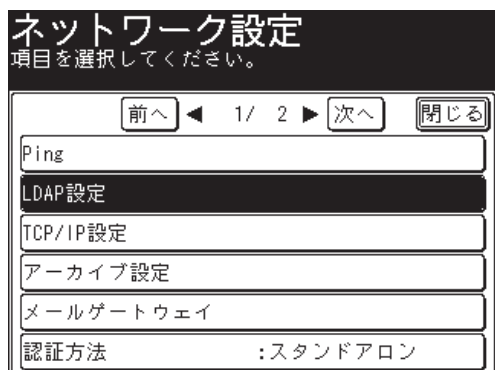 ネットワーク設定
項目を選択してください。
前へ ◀ 1/ 2 ▶ 次へ 閉じる
Ping
LDAP設定
TCP/IP設定
アーカイブ設定
メールゲートウェイ
認証方法 :スタンドアロン